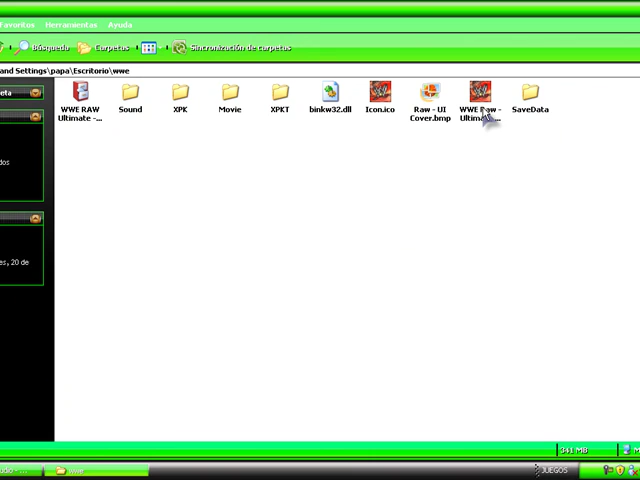 Favoritos Herramientas Ayuda
Búsqueda Carpetas Sincronización de carpetas
and Settings\papa\Escritorio\wwe
eta
dos
es, 20 de
WWE RAW Sound XPK Movie XPKT binkw32.dll Icon.ico Raw - UI WWE Raw - SaveData
Ultimate -... Cover.bmp Ultimate -...
341 MB M
udio - ... wwe JUEGOS